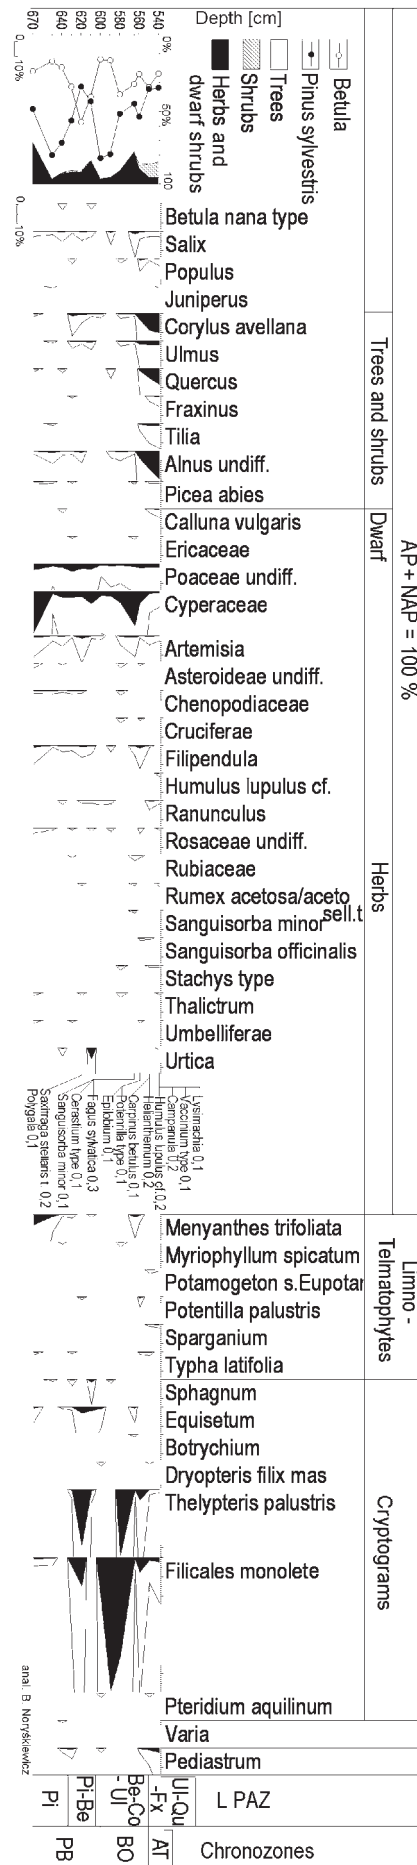 Depth [cm]
540
560
580
600
620
640
670
0%
50%
100
0 10%
Betula
Pinus sylvestris
Trees
Shrubs
Herbs and
dwarf shrubs
0 10%
AP + NAP = 100 %
Trees and shrubs
Betula nana type
Salix
Populus
Juniperus
Corylus avellana
Ulmus
Quercus
Fraxinus
Tilia
Alnus undiff.
Picea abies
Dwarf
Calluna vulgaris
Ericaceae
Herbs
Poaceae undiff.
Cyperaceae
Artemisia
Asteroideae undiff.
Chenopodiaceae
Cruciferae
Filipendula
Humulus lupulus cf.
Ranunculus
Rosaceae undiff.
Rubiaceae
Rumex acetosa/aceto
sell.t
Sanguisorba minor
Sanguisorba officinalis
Stachys type
Thalictrum
Umbelliferae
Urtica
Lysimachia 0,1
Vaccinium type 0,1
Campanula 0,2
Humulus lupulus cf.0,2
Helianthemum 0,2
Carpinus betulus 0,1
Potentilla type 0,1
Epilobium 0,1
Fagus sylvatica 0,3
Cerastium type 0,1
Sanguisorba minor 0,1
Saxifraga stellaris t. 0,2
Polygala 0,1
Limno -
Telmatophytes
Menyanthes trifoliata
Myriophyllum spicatum
Potamogeton s.Eupotar
Potentilla palustris
Sparganium
Typha latifolia
Cryptograms
Sphagnum
Equisetum
Botrychium
Dryopteris filix mas
Thelypteris palustris
Filicales monolete
Pteridium aquilinum
Varia
Pediastrum
anal. B. Noryśkiewicz
L PAZ
Ul-Qu
-Fx
Be-Co
- Ul
Pi-Be
Pi
Chronozones
AT
BO
PB